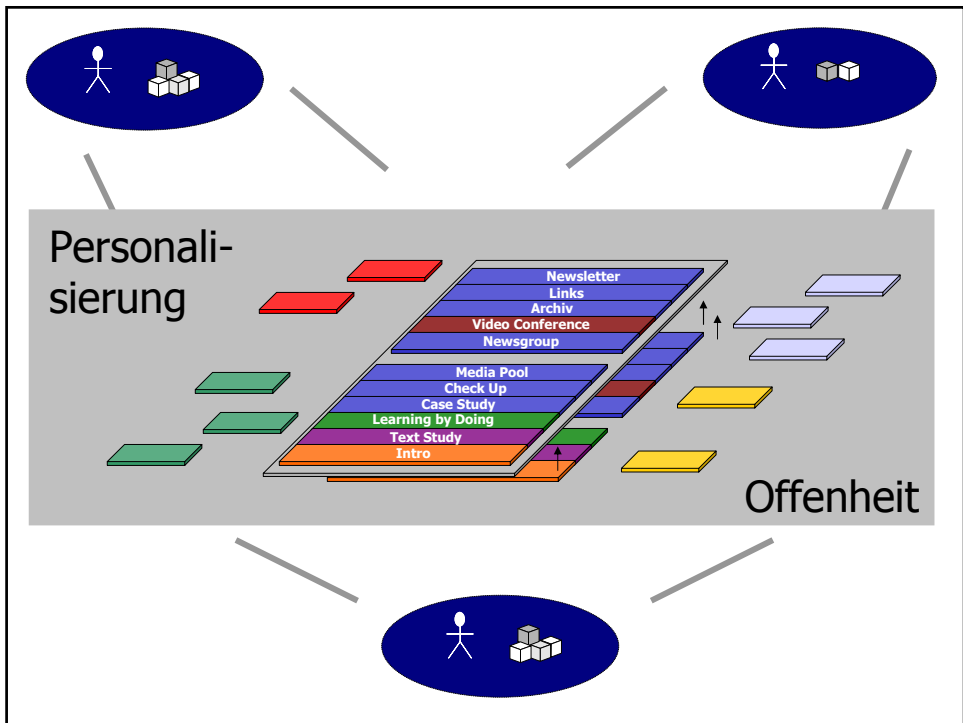 Personali-
sierung
Newsletter
Links
Archiv
Video Conference
Newsgroup
Media Pool
Check Up
Case Study
Learning by Doing
Text Study
Intro
Offenheit